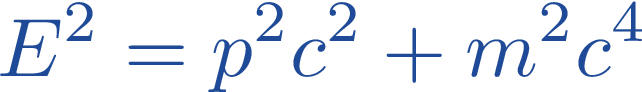 E² = p²c² + m²c⁴